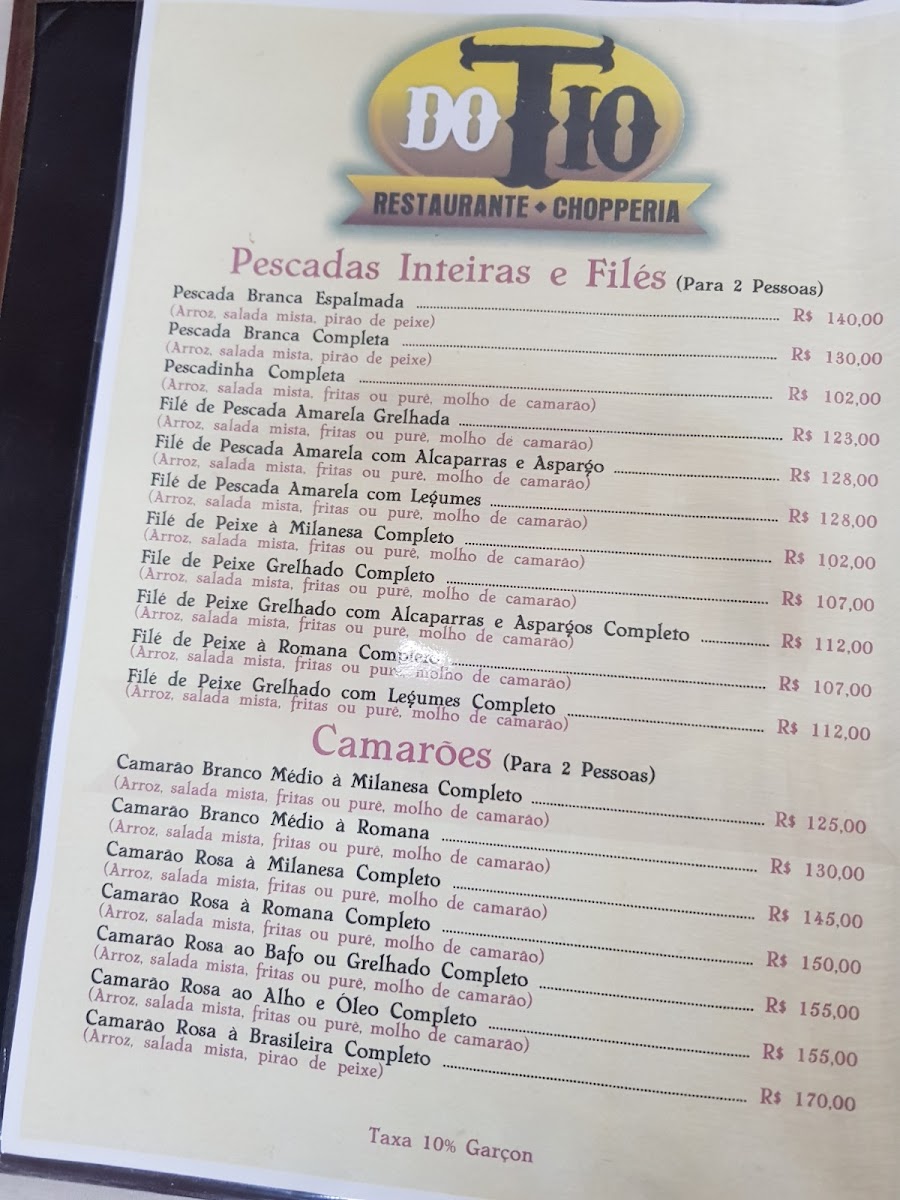 DO TIO
RESTAURANTE ◆ CHOPPERIA
Pescadas Inteiras e Filés (Para 2 Pessoas)
Pescada Branca Espalmada R$ 140,00
(Arroz, salada mista, pirão de peixe)
Pescada Branca Completa R$ 130,00
(Arroz, salada mista, pirão de peixe)
Pescadinha Completa R$ 102,00
(Arroz, salada mista, fritas ou purê, molho de camarão)
Filé de Pescada Amarela Grelhada R$ 123,00
(Arroz, salada mista, fritas ou purê, molho de camarão)
Filé de Pescada Amarela com Alcaparras e Aspargo R$ 128,00
(Arroz, salada mista, fritas ou purê, molho de camarão)
Filé de Pescada Amarela com Legumes R$ 128,00
(Arroz, salada mista, fritas ou purê, molho de camarão)
Filé de Peixe à Milanesa Completo R$ 102,00
(Arroz, salada mista, fritas ou purê, molho de camarão)
File de Peixe Grelhado Completo R$ 107,00
(Arroz, salada mista, fritas ou purê, molho de camarão)
Filé de Peixe Grelhado com Alcaparras e Aspargos Completo R$ 112,00
(Arroz, salada mista, fritas ou purê, molho de camarão)
Filé de Peixe à Romana Completo R$ 107,00
(Arroz, salada mista, fritas ou purê, molho de camarão)
Filé de Peixe Grelhado com Legumes Completo R$ 112,00
(Arroz, salada mista, fritas ou purê, molho de camarão)
Camarões (Para 2 Pessoas)
Camarão Branco Médio à Milanesa Completo R$ 125,00
(Arroz, salada mista, fritas ou purê, molho de camarão)
Camarão Branco Médio à Romana R$ 130,00
(Arroz, salada mista, fritas ou purê, molho de camarão)
Camarão Rosa à Milanesa Completo R$ 145,00
(Arroz, salada mista, fritas ou purê, molho de camarão)
Camarão Rosa à Romana Completo R$ 150,00
(Arroz, salada mista, fritas ou purê, molho de camarão)
Camarão Rosa ao Bafo ou Grelhado Completo R$ 155,00
(Arroz, salada mista, fritas ou purê, molho de camarão)
Camarão Rosa ao Alho e Óleo Completo R$ 155,00
(Arroz, salada mista, fritas ou purê, molho de camarão)
Camarão Rosa à Brasileira Completo R$ 170,00
(Arroz, salada mista, pirão de peixe)
Taxa 10% Garçon